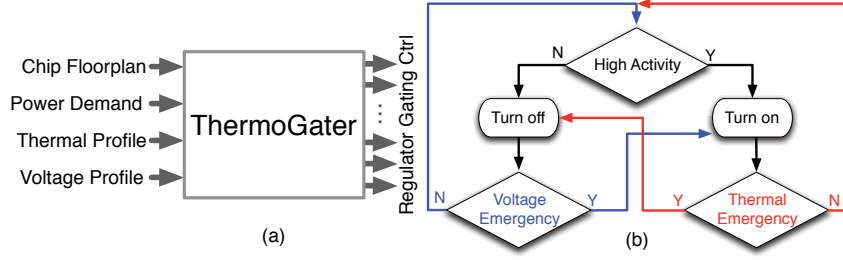 Chip Floorplan
Power Demand
Thermal Profile
Voltage Profile
ThermoGater
Regulator Gating Ctrl
(a)
N
High Activity
Y
Turn off
Turn on
N
Voltage
Emergency
Y
Y
Thermal
Emergency
N
(b)